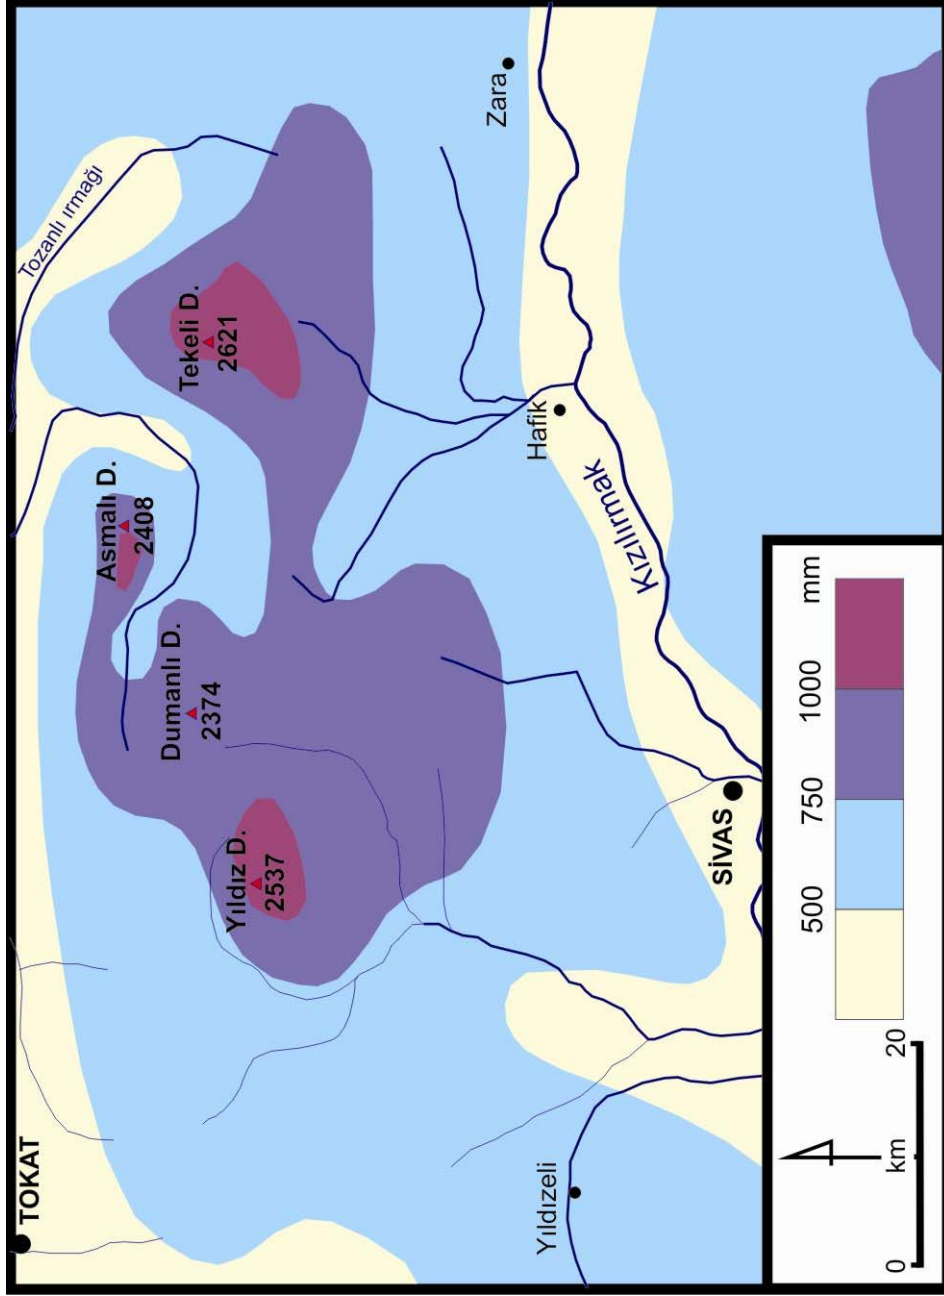 TOKAT
Tozanlı ırmağı
Asmalı D.
2408
Tekeli D.
2621
Dumanlı D.
2374
Yıldız D.
2537
Zara
Hafik
Kızılırmak
SİVAS
Yıldızeli
0
20
km
500
750
1000
mm